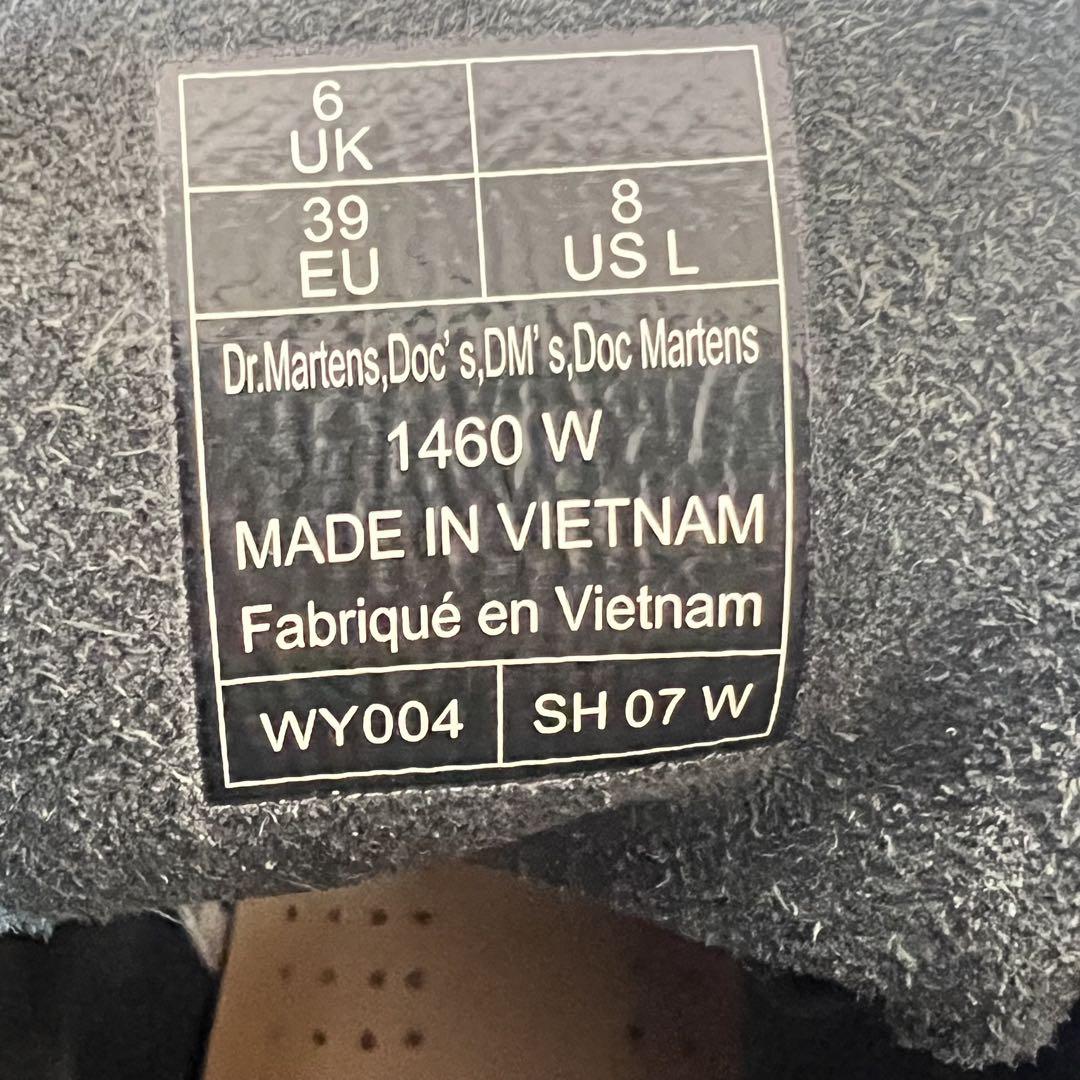 6
UK
39
EU
8
US L
Dr.Martens,Doc's,DM's,Doc Martens
1460 W
MADE IN VIETNAM
Fabriqué en Vietnam
WY004
SH 07 W